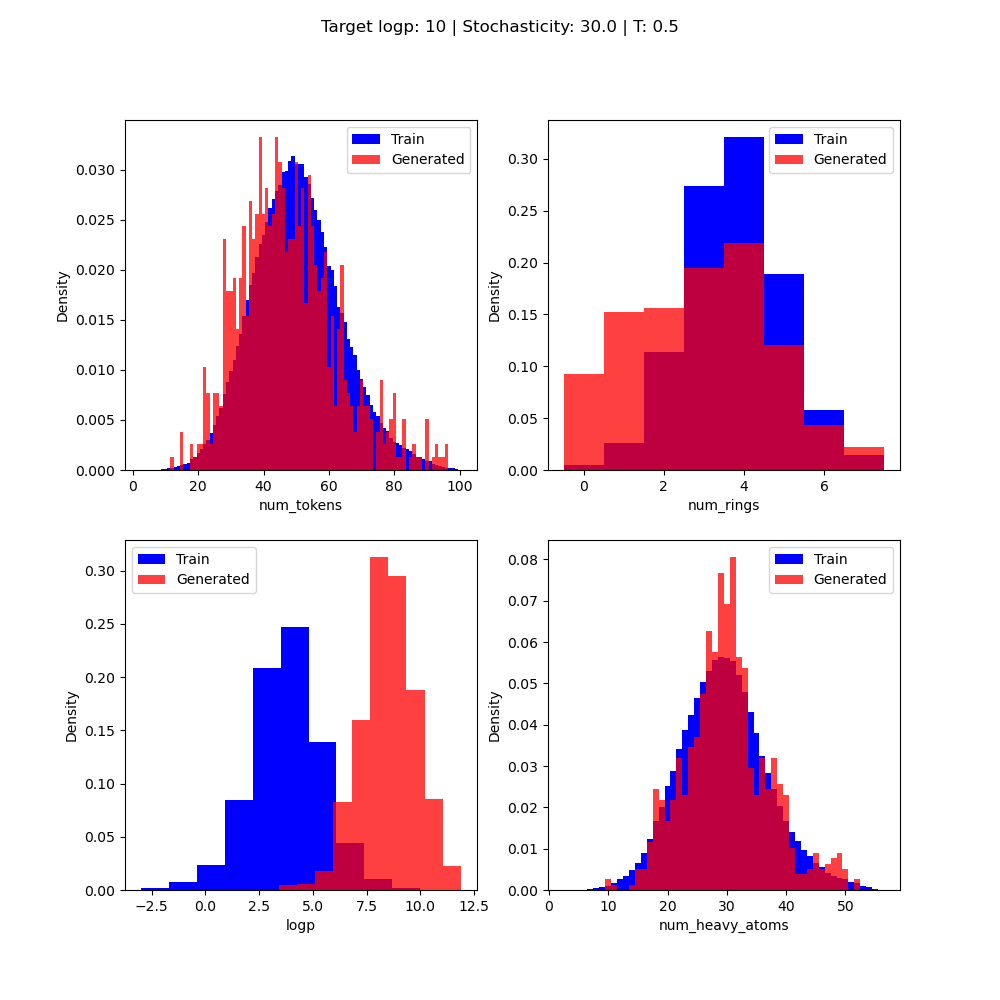 Target logp: 10 | Stochasticity: 30.0 | T: 0.5
Train
Generated
0.030
0.025
0.020
0.015
0.010
0.005
0.000
Density
0 20 40 60 80 100
num_tokens
Train
Generated
0.30
0.25
0.20
0.15
0.10
0.05
0.00
Density
0 2 4 6
num_rings
Train
Generated
0.30
0.25
0.20
0.15
0.10
0.05
0.00
Density
−2.5 0.0 2.5 5.0 7.5 10.0 12.5
logp
Train
Generated
0.08
0.07
0.06
0.05
0.04
0.03
0.02
0.01
0.00
Density
0 10 20 30 40 50
num_heavy_atoms